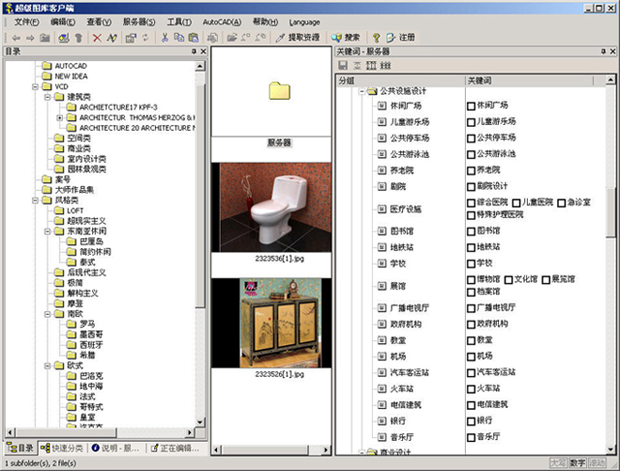 超级图库客户端
文件(F) 编辑(E) 查看(V) 服务器(S) 工具(T) AutoCAD(A) 帮助(H) Language
提取资源 搜索 注册
目录
AUTOCAD
NEW IDEA
VCD
建筑类
ARCHIETCTURE17 KPF-3
ARCHITECTUR THOMAS HERZOG &
ARCHITECTURE 20 ARCHITECTURE
空间类
商业类
室内设计类
园林景观类
案号
大师作品集
风格类
LOFT
超现实主义
东南亚休闲
巴厘岛
简约休闲
泰式
后现代主义
极简
解构主义
摩登
南欧
罗马
墨西哥
西班牙
希腊
欧式
巴洛克
地中海
法式
哥特式
皇室
洛可可
目录 快速分类 说明 - 服... 正在编辑...
服务器
2323536[1].jpg
2323526[1].jpg
关键词 - 服务器
分组 关键词
公共设施设计
休闲广场 休闲广场
儿童游乐场 儿童游乐场
公共停车场 公共停车场
公共游泳池 公共游泳池
养老院 养老院
剧院 剧院设计
医疗设施 综合医院 儿童医院 急诊室
特殊护理医院
图书馆 图书馆
地铁站 地铁站
学校 学校
展馆 博物馆 文化馆 展览馆
档案馆
广播电视厅 广播电视厅
政府机构 政府机构
教堂 教堂
机场 机场
汽车客运站 汽车客运站
火车站 火车站
电信建筑 电信建筑
银行 银行
音乐厅 音乐厅
商业设计
1 subfolder(s), 2 file(s) 大写 数字 滚动